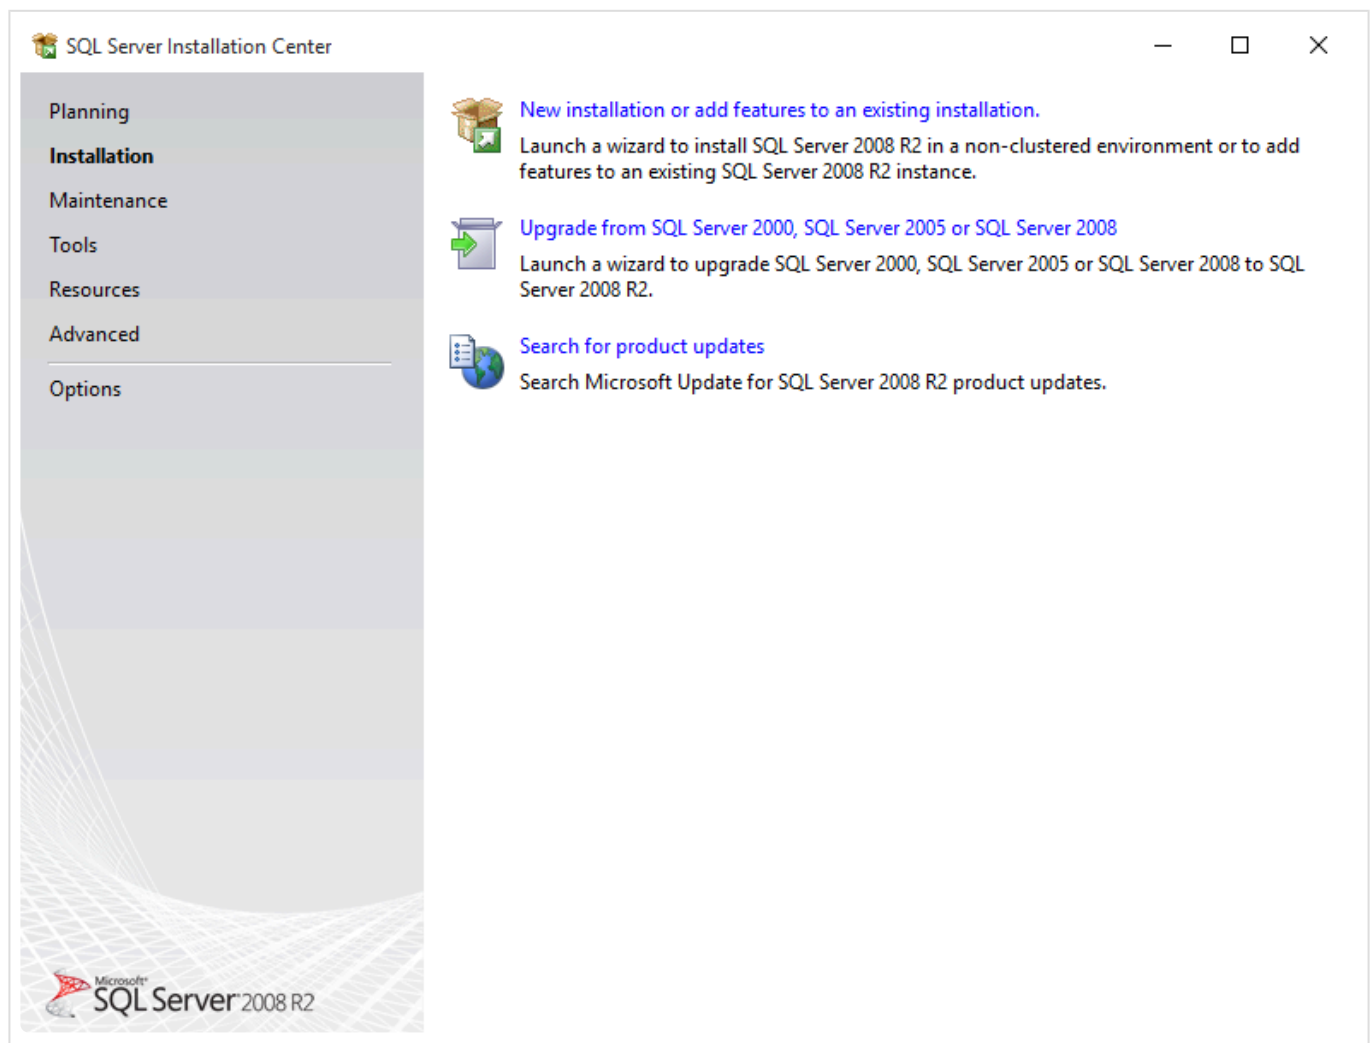 SQL Server Installation Center
Planning
Installation
Maintenance
Tools
Resources
Advanced
Options
New installation or add features to an existing installation.
Launch a wizard to install SQL Server 2008 R2 in a non-clustered environment or to add
features to an existing SQL Server 2008 R2 instance.
Upgrade from SQL Server 2000, SQL Server 2005 or SQL Server 2008
Launch a wizard to upgrade SQL Server 2000, SQL Server 2005 or SQL Server 2008 to SQL
Server 2008 R2.
Search for product updates
Search Microsoft Update for SQL Server 2008 R2 product updates.
Microsoft®
SQL Server™ 2008 R2